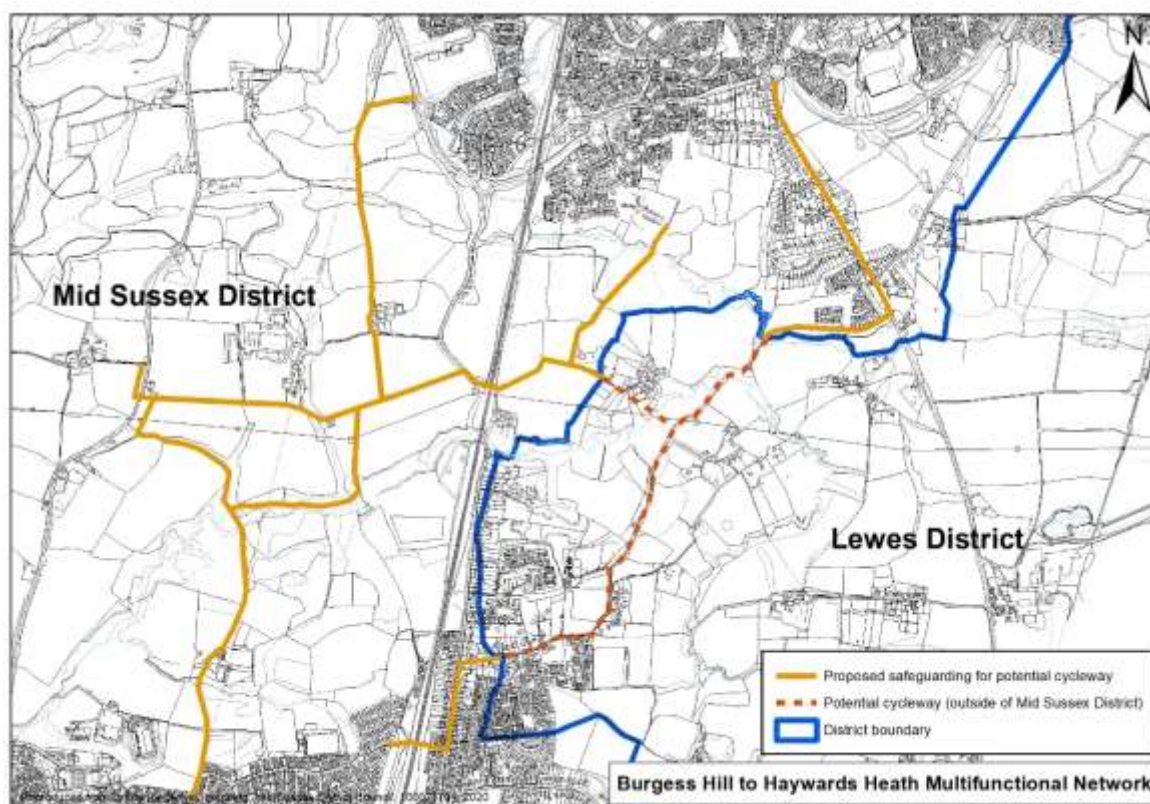 N
Mid Sussex District
Lewes District
Proposed safeguarding for potential cycleway
Potential cycleway (outside of Mid Sussex District)
District boundary
Burgess Hill to Haywards Heath Multifunctional Network